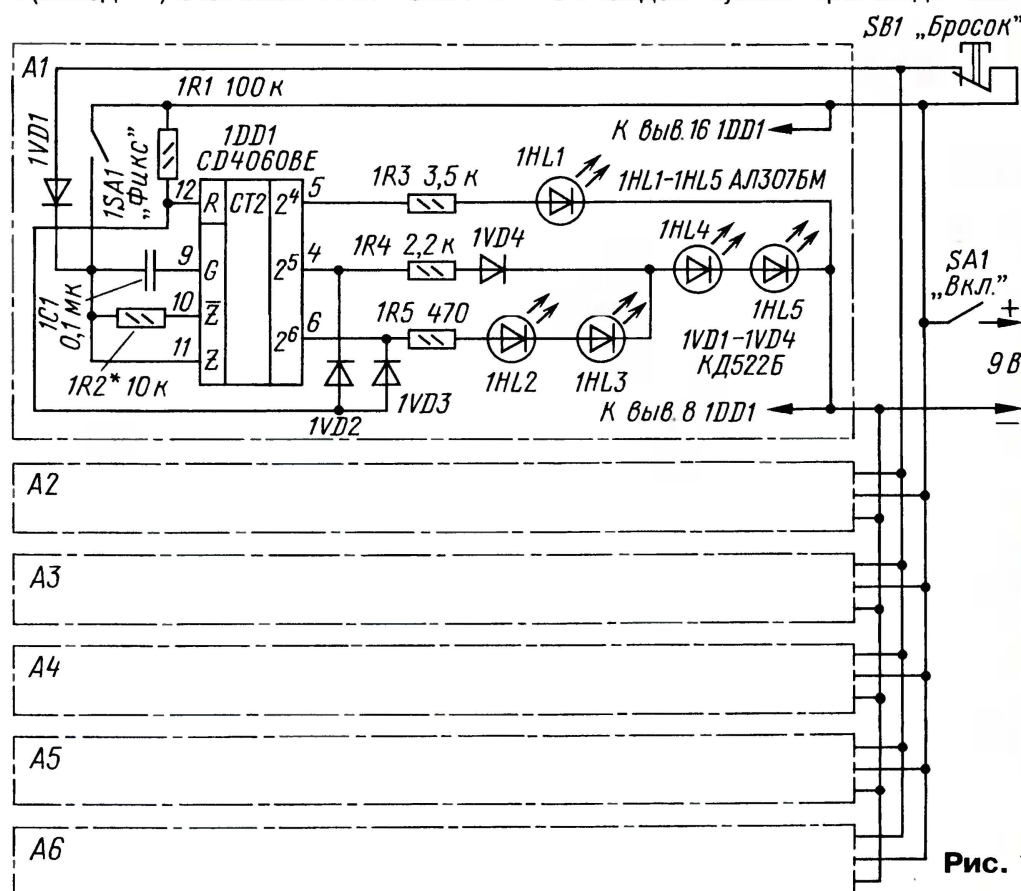 SB1 „Бросок”
A1
1R1 100 к
К выв. 16 1DD1
1VD1
1SA1 „Фикс”
1DD1
CD4060BE
1HL1
1R3 3,5 к
1HL1-1HL5 АЛ307БМ
12 R CT2 2⁴ 5
1R4 2,2 к 1VD4
1HL4
SA1
„Вкл.”
9 G 2⁵ 4
1C1
0,1 мк
1R5 470
1HL5
+
10 Z̅ 2⁶ 6
1VD1-1VD4
КД522Б
9 В
11 Z
1R2* 10 к
1HL2 1HL3
1VD3
К выв. 8 1DD1
–
1VD2
A2
A3
A4
A5
A6
Рис.